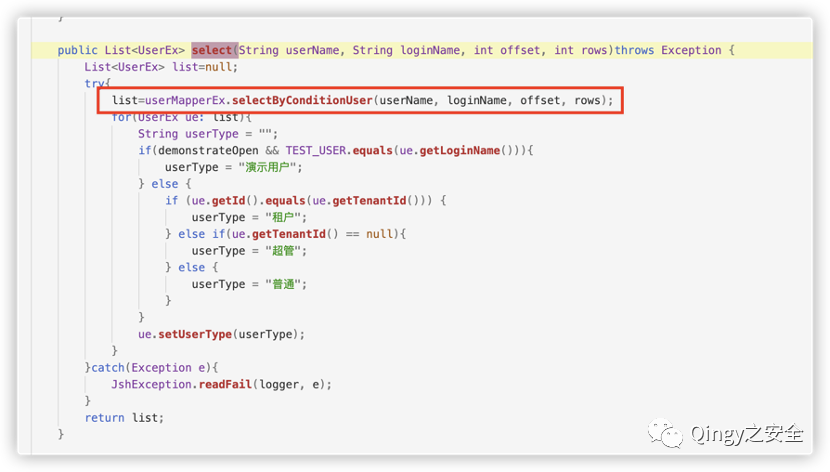 }
public List<UserEx> select(String userName, String loginName, int offset, int rows)throws Exception {
List<UserEx> list=null;
try{
list=userMapperEx.selectByConditionUser(userName, loginName, offset, rows);
for(UserEx ue: list){
String userType = "";
if(demonstrateOpen && TEST_USER.equals(ue.getLoginName())){
userType = "演示用户";
} else {
if (ue.getId().equals(ue.getTenantId())) {
userType = "租户";
} else if(ue.getTenantId() == null){
userType = "超管";
} else {
userType = "普通";
}
}
ue.setUserType(userType);
}
}catch(Exception e){
JshException.readFail(logger, e);
}
return list;
}
Qingy之安全